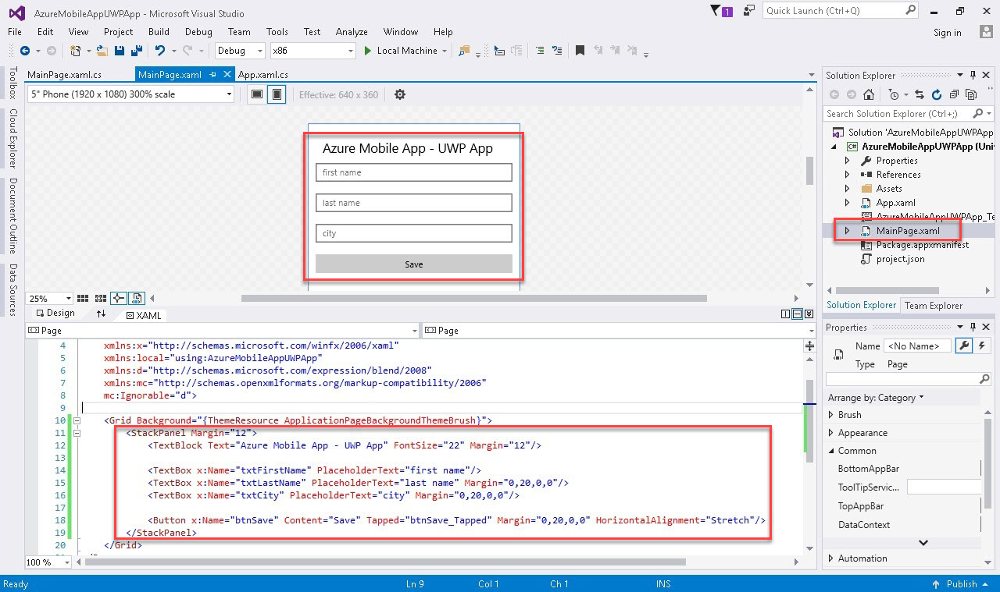 AzureMobileAppUWPApp - Microsoft Visual Studio
1
Quick Launch (Ctrl+Q)
File Edit View Project Build Debug Team Tools Test Analyze Window Help
Sign in
Debug
x86
Local Machine
Toolbox
Cloud Explorer
Document Outline
Data Sources
MainPage.xaml.cs
MainPage.xaml
App.xaml.cs
5" Phone (1920 x 1080) 300% scale
Effective: 640 x 360
Azure Mobile App - UWP App
first name
last name
city
Save
25%
Design
XAML
Page
Page
4 xmlns:x="http://schemas.microsoft.com/winfx/2006/xaml"
5 xmlns:local="using:AzureMobileAppUWPApp"
6 xmlns:d="http://schemas.microsoft.com/expression/blend/2008"
7 xmlns:mc="http://schemas.openxmlformats.org/markup-compatibility/2006"
8 mc:Ignorable="d">
9
10 <Grid Background="{ThemeResource ApplicationPageBackgroundThemeBrush}">
11 <StackPanel Margin="12">
12 <TextBlock Text="Azure Mobile App - UWP App" FontSize="22" Margin="12"/>
13
14 <TextBox x:Name="txtFirstName" PlaceholderText="first name"/>
15 <TextBox x:Name="txtLastName" PlaceholderText="last name" Margin="0,20,0,0"/>
16 <TextBox x:Name="txtCity" PlaceholderText="city" Margin="0,20,0,0"/>
17
18 <Button x:Name="btnSave" Content="Save" Tapped="btnSave_Tapped" Margin="0,20,0,0" HorizontalAlignment="Stretch"/>
19 </StackPanel>
20 </Grid>
100 %
Solution Explorer
Search Solution Explorer (Ctrl+;)
Solution 'AzureMobileAppUWPApp
C# AzureMobileAppUWPApp (Uni
Properties
References
Assets
App.xaml
AzureMobileAppUWPApp_Te
MainPage.xaml
Package.appxmanifest
project.json
Solution Explorer
Team Explorer
Properties
Name <No Name>
Type Page
Arrange by: Category
Brush
Appearance
Common
BottomAppBar
ToolTipServic...
TopAppBar
DataContext
Automation
Ready
Ln 9
Col 1
Ch 1
INS
Publish